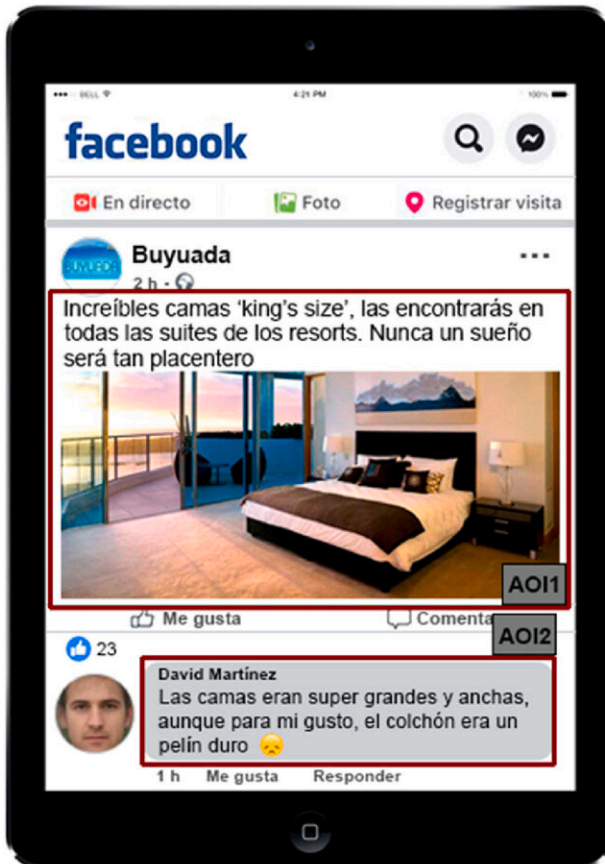 BELL 4:21 PM 100%
facebook
En directo Foto Registrar visita
BUYUADA
Buyuada
2 h ·
Increíbles camas ‘king’s size’, las encontrarás en
todas las suites de los resorts. Nunca un sueño
será tan placentero
AOI1
Me gusta Comenta
AOI2
23
David Martínez
Las camas eran super grandes y anchas,
aunque para mi gusto, el colchón era un
pelín duro 😞
1 h Me gusta Responder